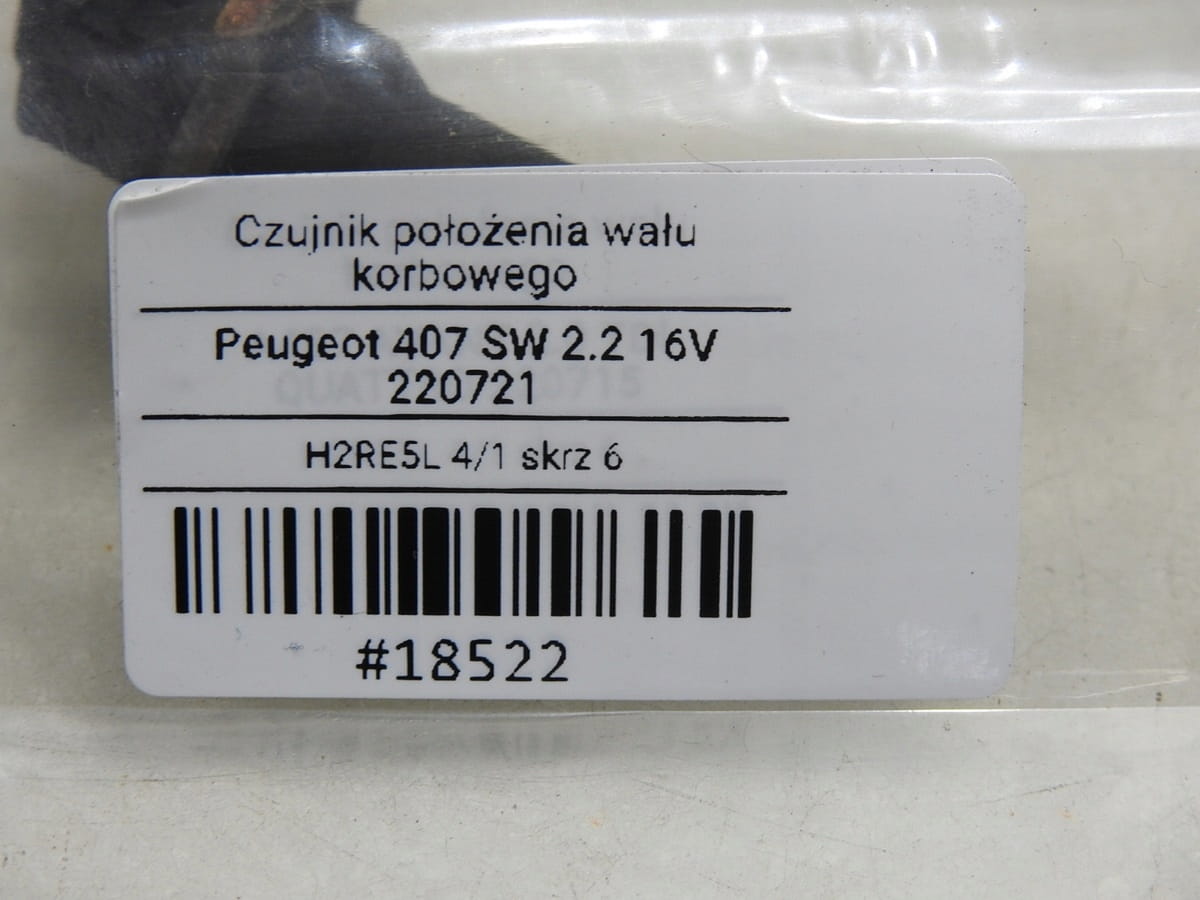 Czujnik położenia wału
korbowego
Peugeot 407 SW 2.2 16V
220721
H2RE5L 4/1 skrz 6
#18522